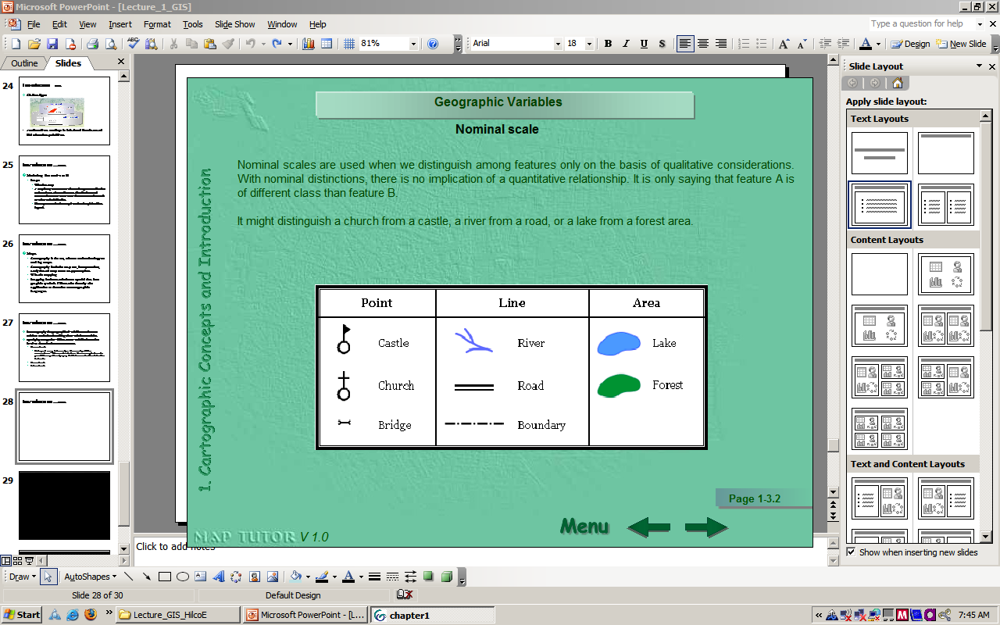 Microsoft PowerPoint - [Lecture_1_GIS]
File Edit View Insert Format Tools Slide Show Window Help
Type a question for help
81%
Arial
18
B I U S
A A
A
Design
New Slide
Outline
Slides
24
25
26
27
28
29
Geographic Variables
Nominal scale
Nominal scales are used when we distinguish among features only on the basis of qualitative considerations.
With nominal distinctions, there is no implication of a quantitative relationship. It is only saying that feature A is
of different class than feature B.
It might distinguish a church from a castle, a river from a road, or a lake from a forest area.
1. Cartographic Concepts and Introduction
Point Line Area
Castle River Lake
Church Road Forest
Bridge Boundary
Page 1-3.2
Menu
MAP TUTOR V 1.0
Click to add notes
Slide Layout
Apply slide layout:
Text Layouts
Content Layouts
Text and Content Layouts
Show when inserting new slides
Draw
AutoShapes
Slide 28 of 30
Default Design
Start
Lecture_GIS_HilcoE
Microsoft PowerPoint - [L...
chapter1
7:45 AM